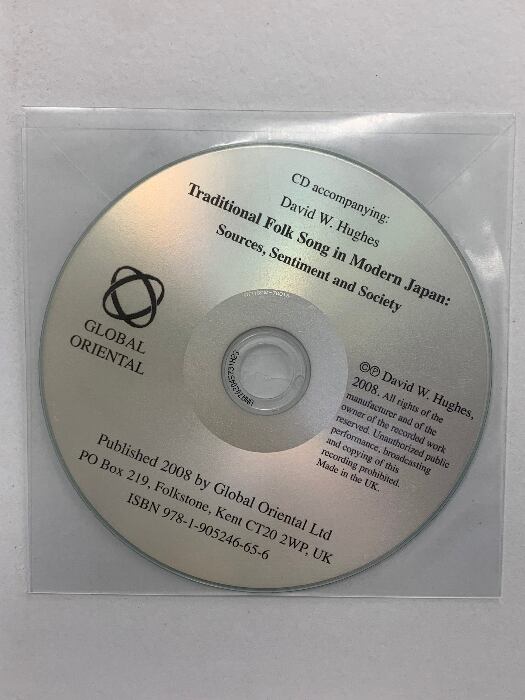 CD accompanying:
David W. Hughes
Traditional Folk Song in Modern Japan:
Sources, Sentiment and Society
GLOBAL
ORIENTAL
©℗ David W. Hughes,
2008. All rights of the
manufacturer and of the
owner of the recorded work
reserved. Unauthorized public
performance, broadcasting
and copying of this
recording prohibited.
Made in the UK.
Published 2008 by Global Oriental Ltd
PO Box 219, Folkstone, Kent CT20 2WP, UK
ISBN 978-1-905246-65-6